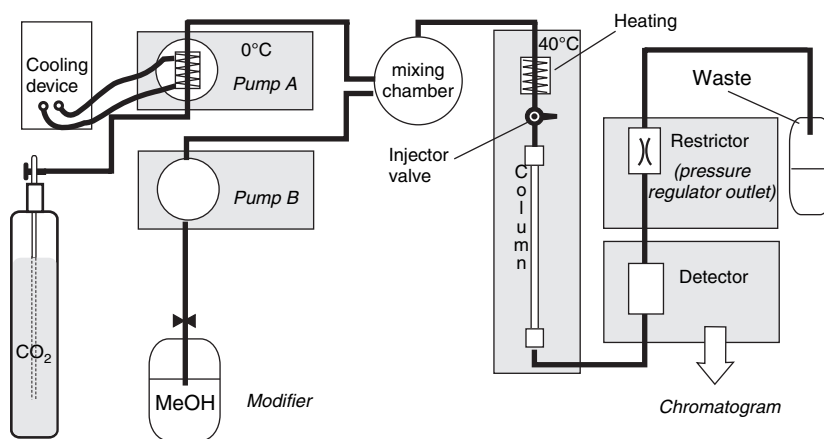 Cooling
device
0°C
Pump A
mixing
chamber
40°C
Heating
Injector
valve
Column
Waste
Restrictor
(pressure
regulator outlet)
Pump B
Detector
CO2
MeOH
Modifier
Chromatogram